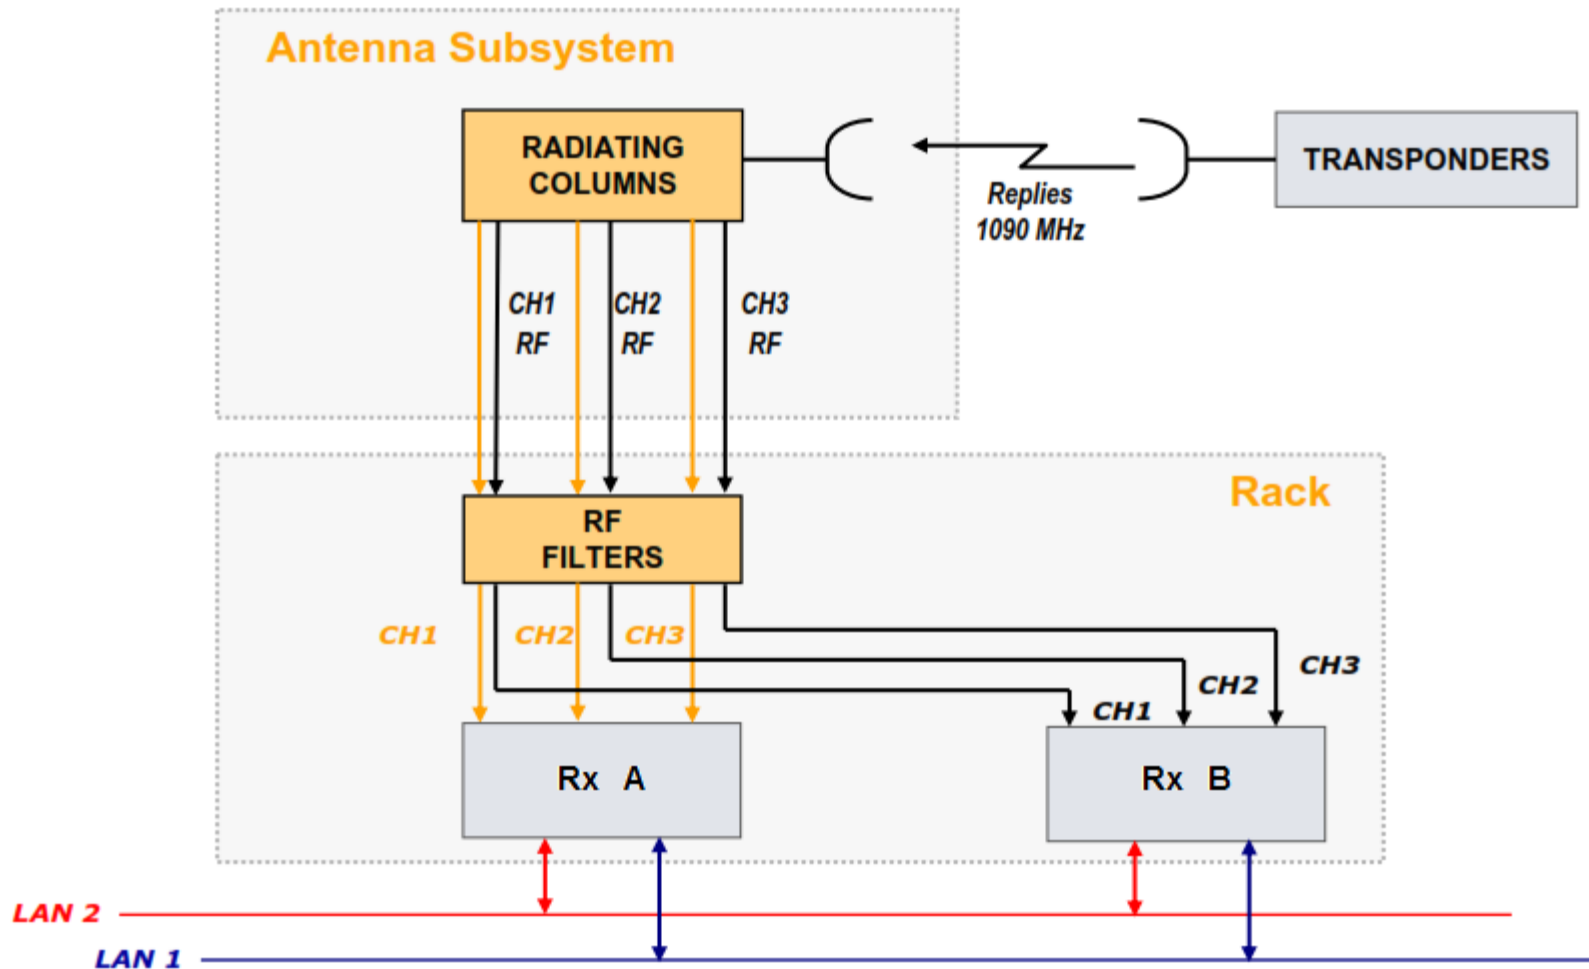 Antenna Subsystem
RADIATING
COLUMNS
TRANSPONDERS
Replies
1090 MHz
CH1
RF
CH2
RF
CH3
RF
Rack
RF
FILTERS
CH1
CH2
CH3
CH3
CH2
CH1
Rx A
Rx B
LAN 2
LAN 1